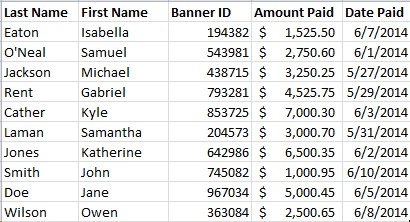 Last Name First Name Banner ID Amount Paid Date Paid
Eaton Isabella 194382 $ 1,525.50 6/7/2014
O'Neal Samuel 543981 $ 2,750.60 6/1/2014
Jackson Michael 438715 $ 3,250.25 5/27/2014
Rent Gabriel 793281 $ 4,525.75 5/29/2014
Cather Kyle 853725 $ 7,000.30 6/3/2014
Laman Samantha 204573 $ 3,000.70 5/31/2014
Jones Katherine 642986 $ 6,500.35 6/2/2014
Smith John 745082 $ 1,000.95 6/10/2014
Doe Jane 967034 $ 5,000.45 6/5/2014
Wilson Owen 363084 $ 2,500.65 6/8/2014